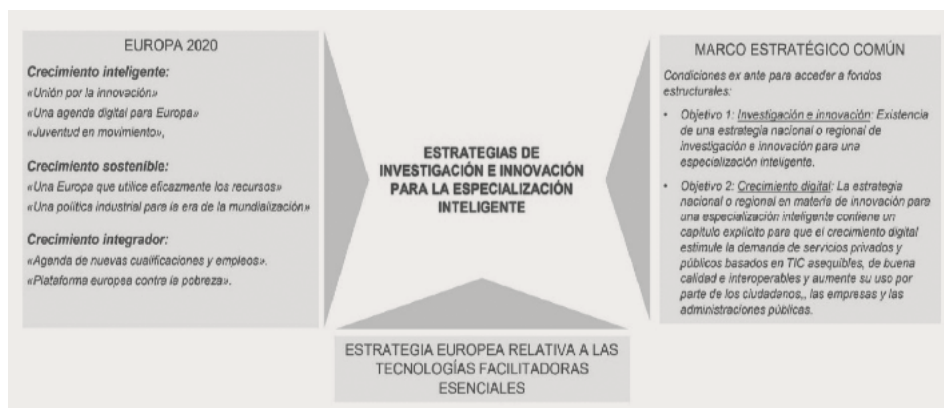 EUROPA 2020
Crecimiento inteligente:
«Unión por la innovación»
«Una agenda digital para Europa»
«Juventud en movimiento»,
Crecimiento sostenible:
«Una Europa que utilice eficazmente los recursos»
«Una política industrial para la era de la mundialización»
Crecimiento integrador:
«Agenda de nuevas cualificaciones y empleos».
«Plataforma europea contra la pobreza».
ESTRATEGIAS DE
INVESTIGACIÓN E INNOVACIÓN
PARA LA ESPECIALIZACIÓN
INTELIGENTE
MARCO ESTRATÉGICO COMÚN
Condiciones ex ante para acceder a fondos
estructurales:
• Objetivo 1: Investigación e innovación: Existencia
de una estrategia nacional o regional de
investigación e innovación para una
especialización inteligente.
• Objetivo 2: Crecimiento digital: La estrategia
nacional o regional en materia de innovación para
una especialización inteligente contiene un
capítulo explícito para que el crecimiento digital
estimule la demanda de servicios privados y
públicos basados en TIC asequibles, de buena
calidad e interoperables y aumente su uso por
parte de los ciudadanos,, las empresas y las
administraciones públicas.
ESTRATEGIA EUROPEA RELATIVA A LAS
TECNOLOGÍAS FACILITADORAS
ESENCIALES